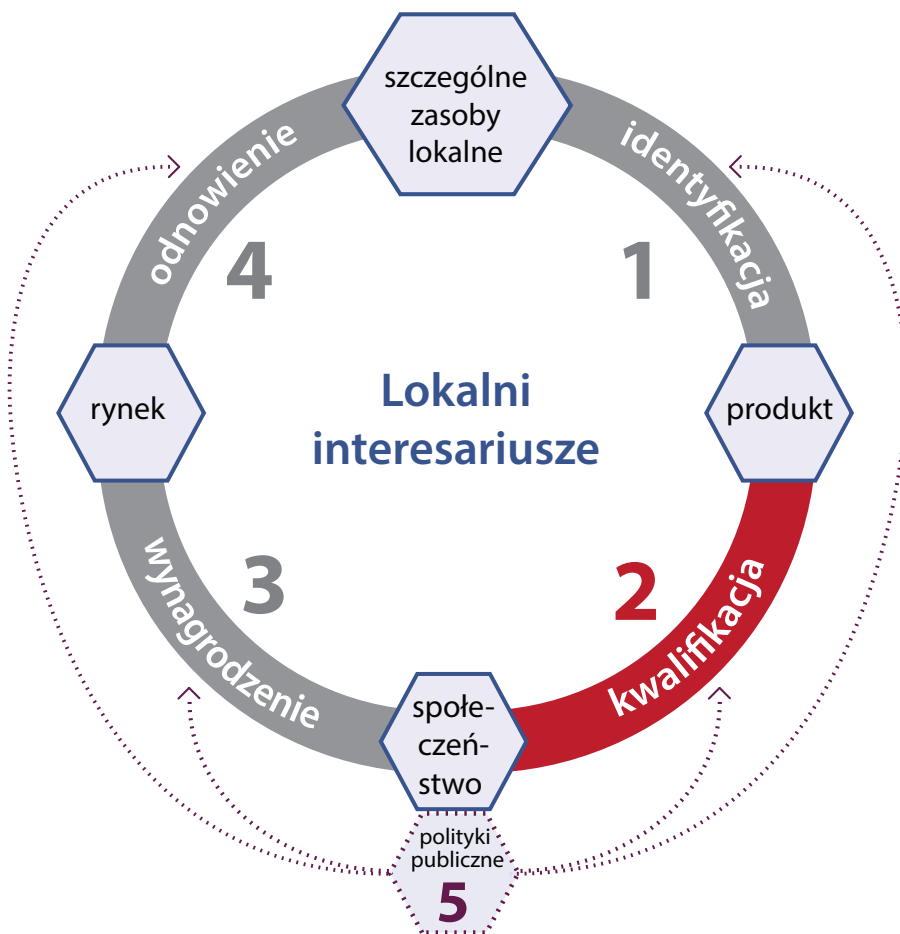 szczególne
zasoby
lokalne
identyfikacja
1
produkt
kwalifikacja
2
społe-
czeń-
stwo
wynagrodzenie
3
rynek
odnowienie
4
Lokalni
interesariusze
polityki
publiczne
5